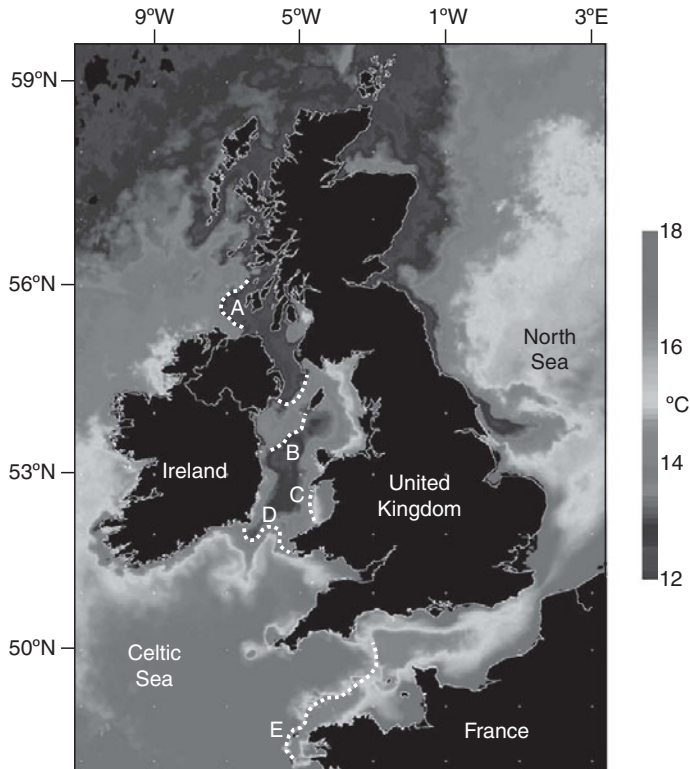 9°W
5°W
1°W
3°E
59°N
56°N
53°N
50°N
A
B
C
D
E
North
Sea
Ireland
United
Kingdom
Celtic
Sea
France
18
16
°C
14
12